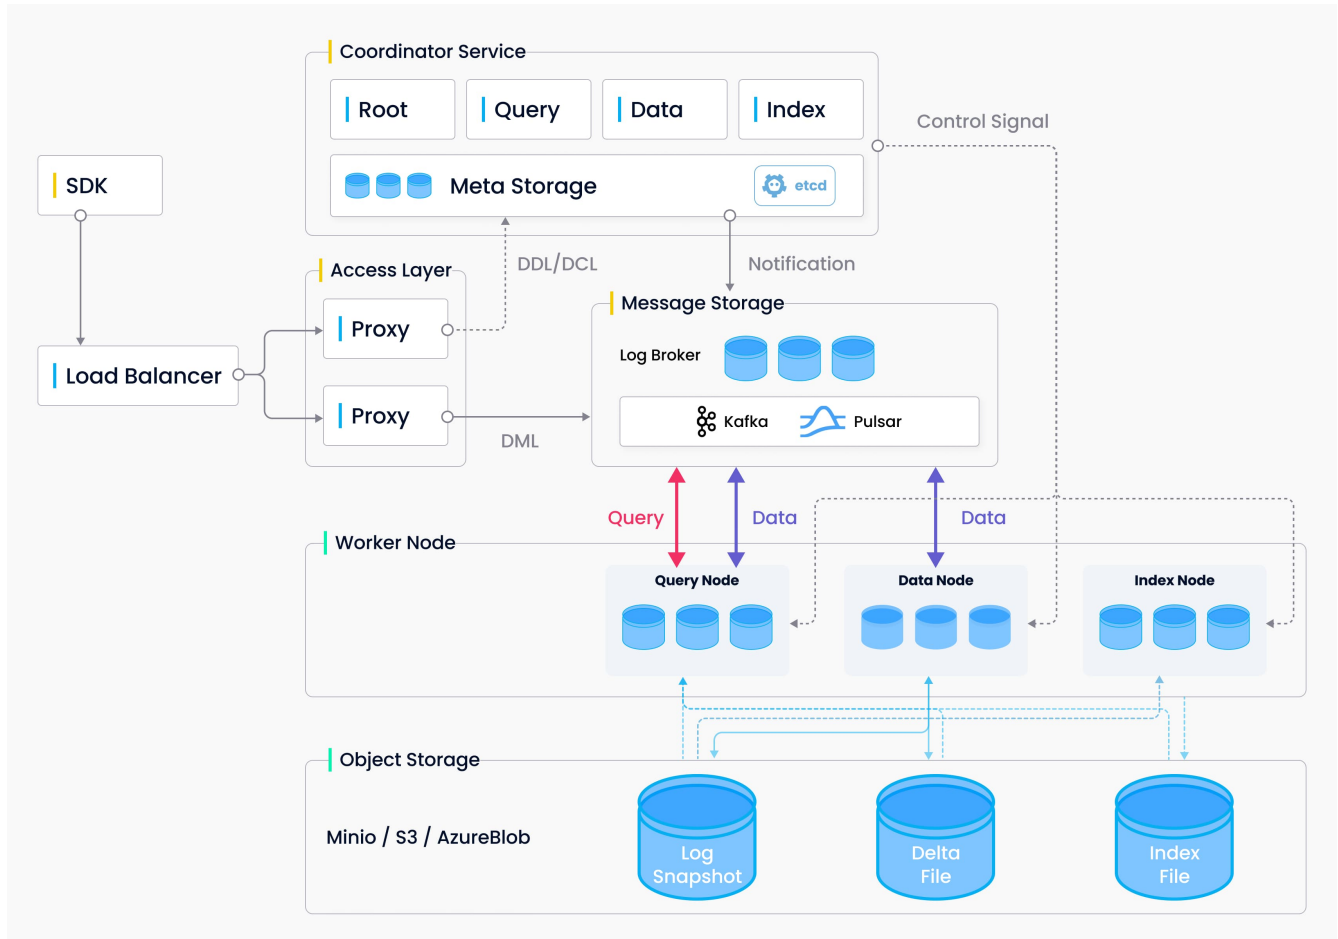 Coordinator Service
Root
Query
Data
Index
Control Signal
SDK
Meta Storage
etcd
DDL/DCL
Notification
Access Layer
Message Storage
Proxy
Log Broker
Load Balancer
Proxy
Kafka
Pulsar
DML
Query
Data
Data
Worker Node
Query Node
Data Node
Index Node
Object Storage
Minio / S3 / AzureBlob
Log
Snapshot
Delta
File
Index
File